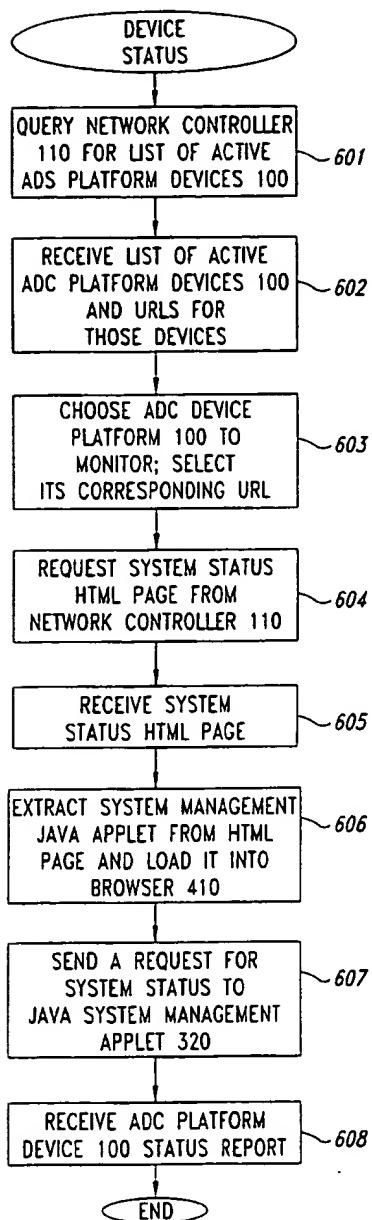 DEVICE
STATUS
QUERY NETWORK CONTROLLER
110 FOR LIST OF ACTIVE
ADS PLATFORM DEVICES 100
601
RECEIVE LIST OF ACTIVE
ADC PLATFORM DEVICES 100
AND URLS FOR
THOSE DEVICES
602
CHOOSE ADC DEVICE
PLATFORM 100 TO
MONITOR; SELECT
ITS CORRESPONDING URL
603
REQUEST SYSTEM STATUS
HTML PAGE FROM
NETWORK CONTROLLER 110
604
RECEIVE SYSTEM
STATUS HTML PAGE
605
EXTRACT SYSTEM MANAGEMENT
JAVA APPLET FROM HTML
PAGE AND LOAD IT INTO
BROWSER 410
606
SEND A REQUEST FOR
SYSTEM STATUS TO
JAVA SYSTEM MANAGEMENT
APPLET 320
607
RECEIVE ADC PLATFORM
DEVICE 100 STATUS REPORT
608
END